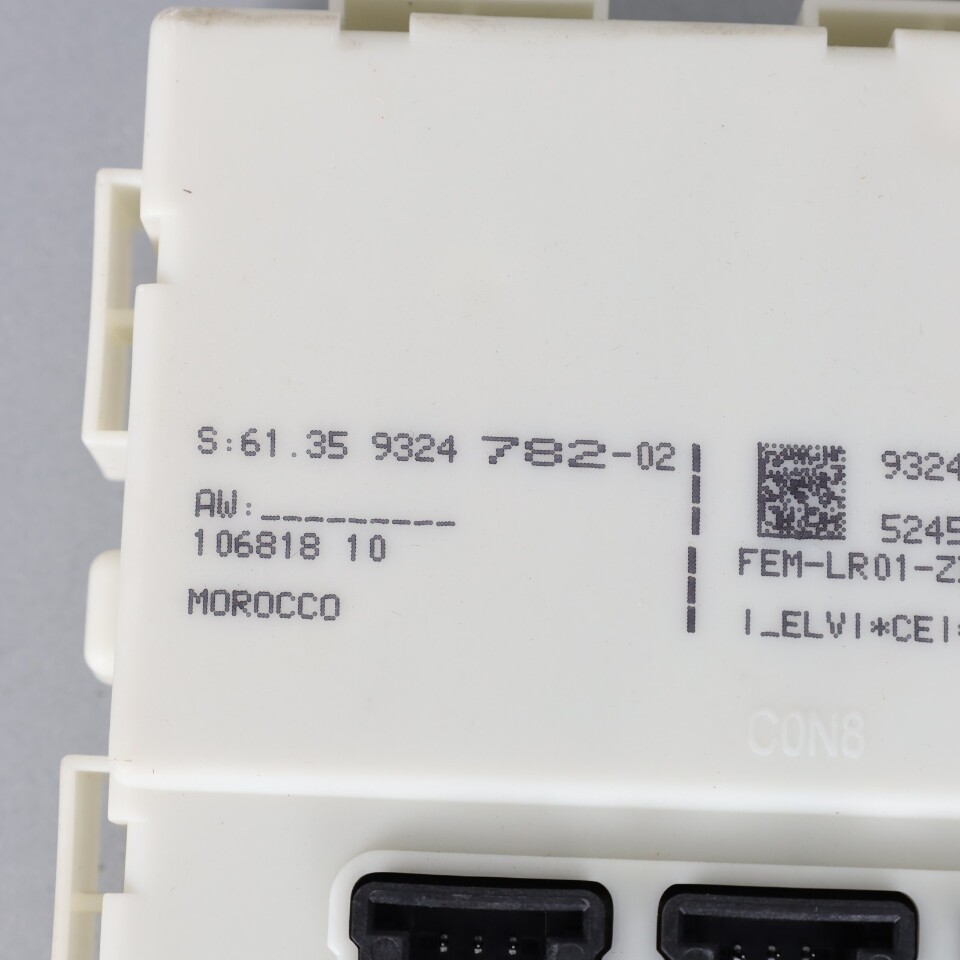 S:61.35 9324 782-02
AW:_________
106818 10
MOROCCO
9324
5245
FEM-LR01-
|_ELV|*CE|
CON8